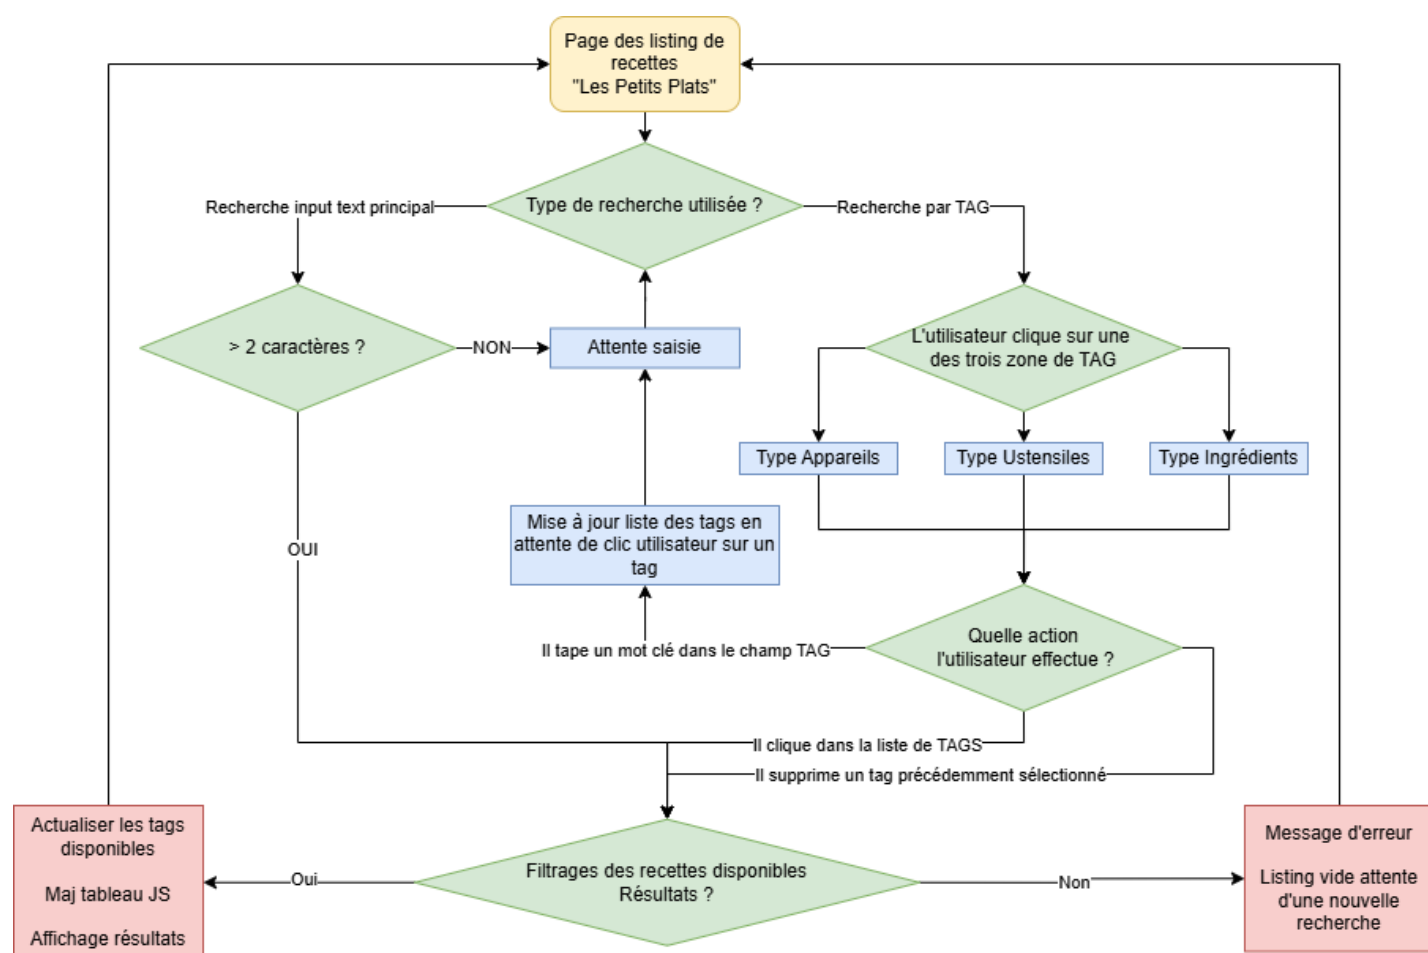 Page des listing de
recettes
"Les Petits Plats"
Type de recherche utilisée ?
Recherche input text principal
Recherche par TAG
> 2 caractères ?
NON
Attente saisie
L'utilisateur clique sur une
des trois zone de TAG
Type Appareils
Type Ustensiles
Type Ingrédients
Mise à jour liste des tags en
attente de clic utilisateur sur un
tag
OUI
Quelle action
l'utilisateur effectue ?
Il tape un mot clé dans le champ TAG
Il clique dans la liste de TAGS
Il supprime un tag précédemment sélectionné
Actualiser les tags
disponibles
Maj tableau JS
Affichage résultats
Oui
Filtrages des recettes disponibles
Résultats ?
Non
Message d'erreur
Listing vide attente
d'une nouvelle
recherche